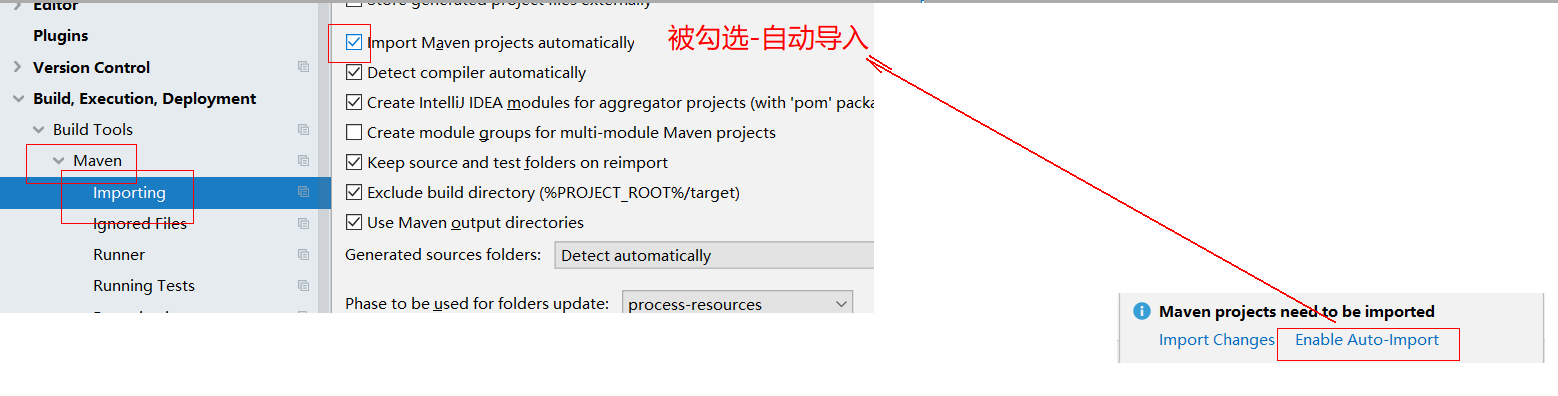 Editor
Plugins
Version Control
Build, Execution, Deployment
Build Tools
Maven
Importing
Ignored Files
Runner
Running Tests
Store generated project files externally
Import Maven projects automatically
被勾选-自动导入
Detect compiler automatically
Create IntelliJ IDEA modules for aggregator projects (with 'pom' packa
Create module groups for multi-module Maven projects
Keep source and test folders on reimport
Exclude build directory (%PROJECT_ROOT%/target)
Use Maven output directories
Generated sources folders: Detect automatically
Phase to be used for folders update: process-resources
Maven projects need to be imported
Import Changes Enable Auto-Import